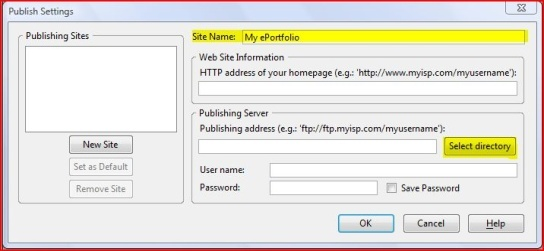 Publish Settings
Publishing Sites
New Site
Set as Default
Remove Site
Site Name: My ePortfolio
Web Site Information
HTTP address of your homepage (e.g.: 'http://www.myisp.com/myusername'):
Publishing Server
Publishing address (e.g.: 'ftp://ftp.myisp.com/myusername'):
Select directory
User name:
Password: Save Password
OK Cancel Help